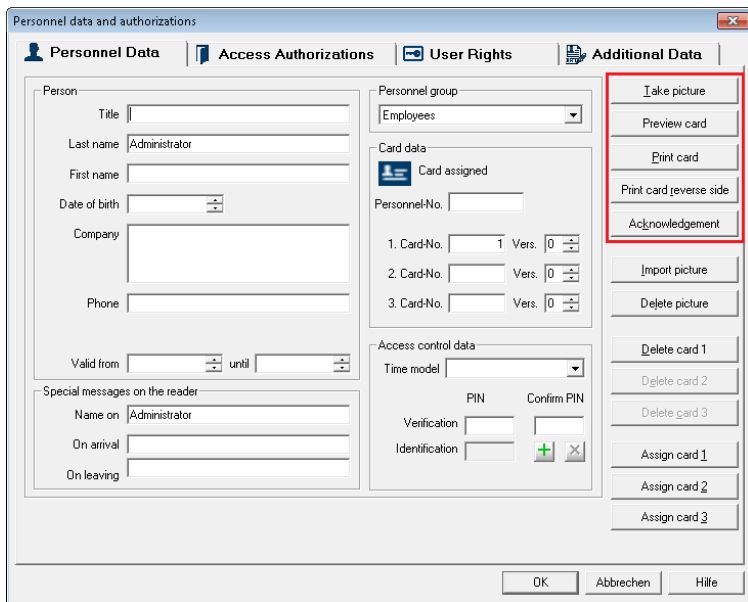 Personnel data and authorizations
Personnel Data
Access Authorizations
User Rights
Additional Data
Person
Title
Last name Administrator
First name
Date of birth
Company
Phone
Valid from until
Special messages on the reader
Name on Administrator
On arrival
On leaving
Personnel group
Employees
Card data
Card assigned
Personnel-No.
1. Card-No. 1 Vers. 0
2. Card-No. Vers. 0
3. Card-No. Vers. 0
Access control data
Time model
PIN Confirm PIN
Verification
Identification
Take picture
Preview card
Print card
Print card reverse side
Acknowledgement
Import picture
Delete picture
Delete card 1
Delete card 2
Delete card 3
Assign card 1
Assign card 2
Assign card 3
OK Abbrechen Hilfe